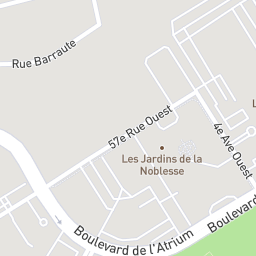 Rue Barraute
57e Rue Ouest
4e Ave Ouest
L
Les Jardins de la
Noblesse
Boulevard de l'Atrium
Boulevard